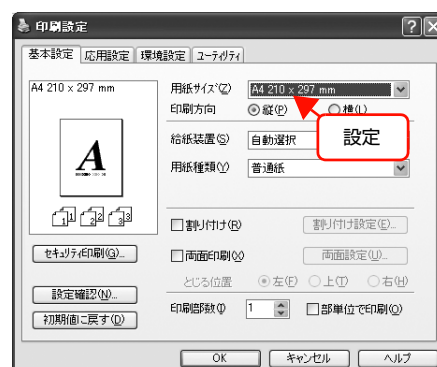 印刷設定
基本設定 応用設定 環境設定 ユーティリティ
A4 210 x 297 mm
用紙サイズ(Z) A4 210 x 297 mm
印刷方向 縦(P) 横(L)
設定
給紙装置(S) 自動選択
用紙種類(Y) 普通紙
A
1 1 2 2 3 3
割り付け(R) 割り付け設定(E)...
セキュリティ印刷(G)... 両面印刷(X) 両面設定(U)...
とじる位置 左(F) 上(T) 右(H)
設定確認(N)...
印刷部数(I) 1 部単位で印刷(O)
初期値に戻す(D)
OK キャンセル ヘルプ